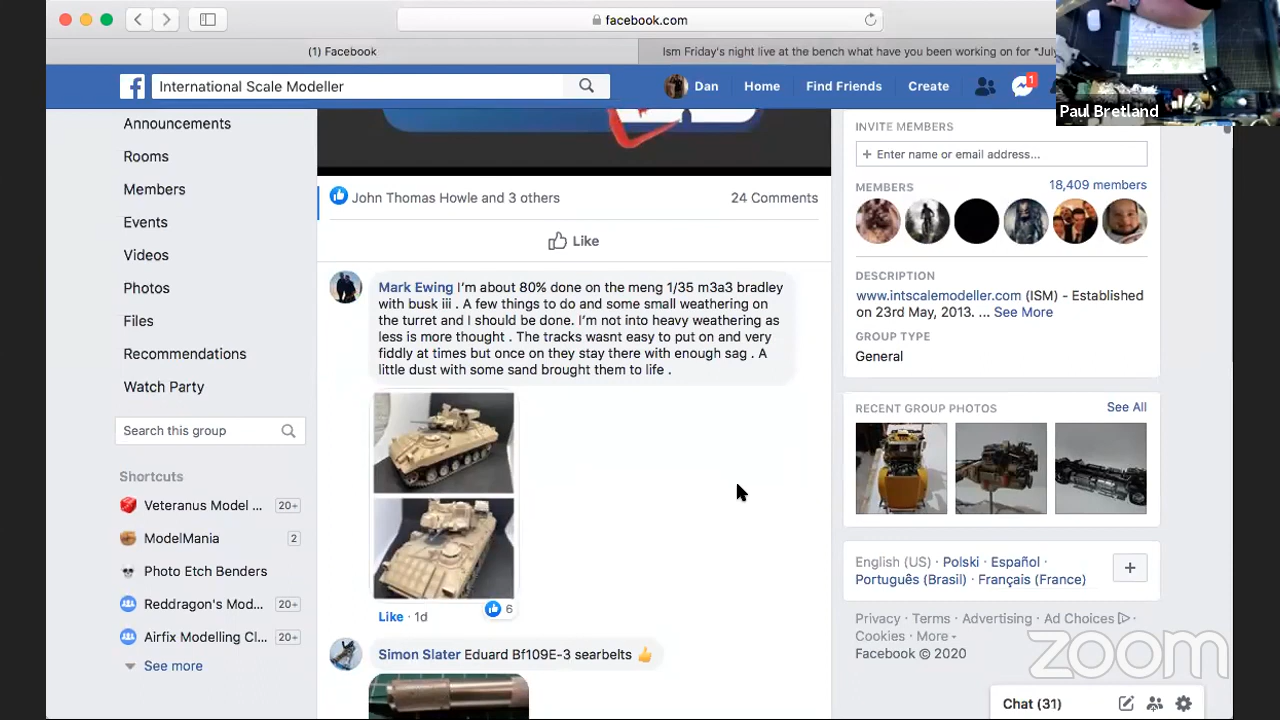 facebook.com
(1) Facebook
Ism Friday's night live at the bench what have you been working on for *July
International Scale Modeller
Dan
Home
Find Friends
Create
1
Paul Bretland
Announcements
Rooms
Members
Events
Videos
Photos
Files
Recommendations
Watch Party
Search this group
Shortcuts
Veteranus Model ...
20+
ModelMania
2
Photo Etch Benders
Reddragon's Mod...
20+
Airfix Modelling Cl...
20+
See more
John Thomas Howle and 3 others
24 Comments
Like
Mark Ewing I'm about 80% done on the meng 1/35 m3a3 bradley
with busk iii . A few things to do and some small weathering on
the turret and I should be done. I'm not into heavy weathering as
less is more thought . The tracks wasnt easy to put on and very
fiddly at times but once on they stay there with enough sag . A
little dust with some sand brought them to life .
Like · 1d
6
Simon Slater Eduard Bf109E-3 searbelts
INVITE MEMBERS
+ Enter name or email address...
MEMBERS
18,409 members
DESCRIPTION
www.intscalemodeller.com (ISM) - Established
on 23rd May, 2013. ... See More
GROUP TYPE
General
RECENT GROUP PHOTOS
See All
English (US) · Polski · Español ·
Português (Brasil) · Français (France)
+
Privacy · Terms · Advertising · Ad Choices
Cookies · More
Facebook © 2020
zoom
Chat (31)